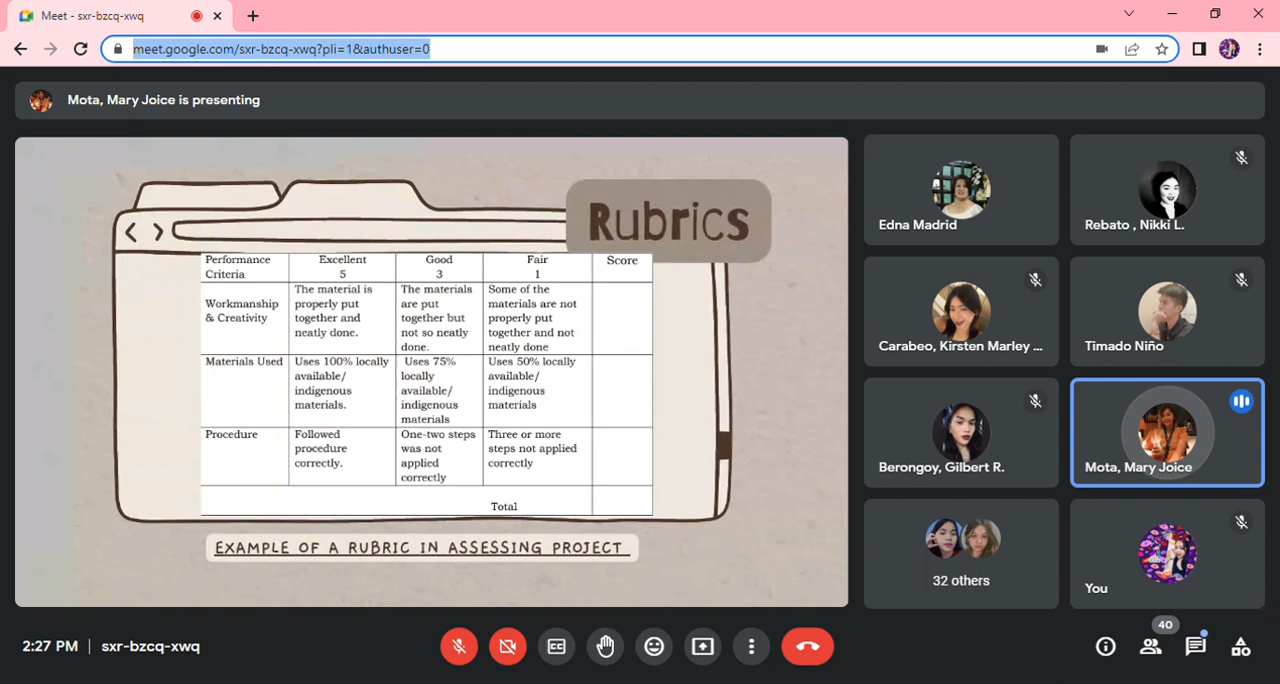 Meet - sxr-bzcq-xwq
meet.google.com/sxr-bzcq-xwq?pli=1&authuser=0
Mota, Mary Joice is presenting
Rubrics
Performance Criteria
Excellent
5
Good
3
Fair
1
Score
Workmanship
& Creativity
The material is
properly put
together and
neatly done.
The materials
are put
together but
not so neatly
done.
Some of the
materials are not
properly put
together and not
neatly done
Materials Used
Uses 100% locally
available/
indigenous
materials.
Uses 75%
locally
available/
indigenous
materials
Uses 50% locally
available/
indigenous
materials
Procedure
Followed
procedure
correctly.
One-two steps
was not
applied
correctly
Three or more
steps not applied
correctly
Total
EXAMPLE OF A RUBRIC IN ASSESSING PROJECT
Edna Madrid
Rebato , Nikki L.
Carabeo, Kirsten Marley ...
Timado Niño
Berongoy, Gilbert R.
Mota, Mary Joice
32 others
You
2:27 PM | sxr-bzcq-xwq
CC
40